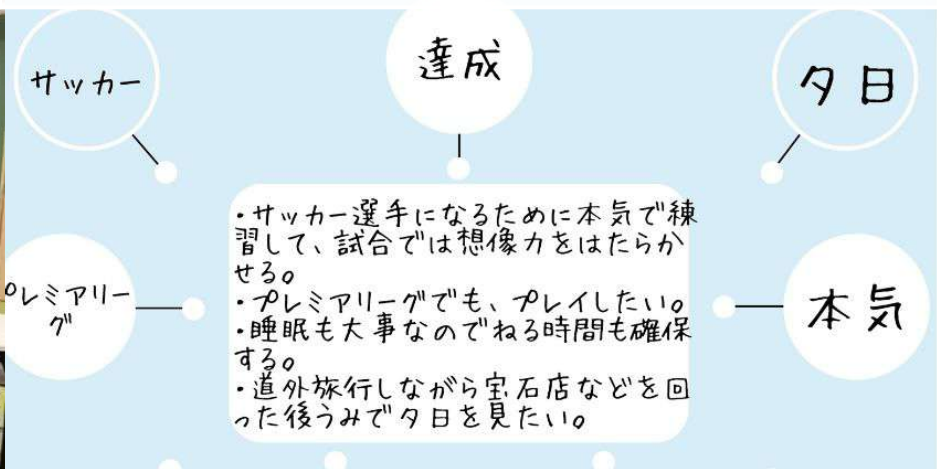 サッカー
達成
夕日
・サッカー選手になるために本気で練
習して、試合では想像力をはたらか
せる。
・プレミアリーグでも、プレイしたい。
・睡眠も大事なのでねる時間も確保
する。
・道外旅行しながら宝石店などを回
った後うみで夕日を見たい。
プレミアリー
グ
本気